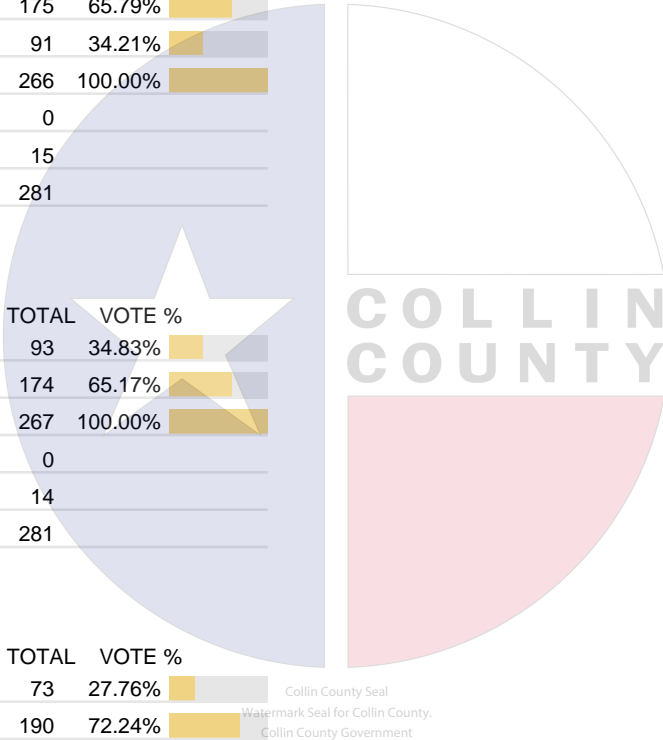 175 65.79%
91 34.21%
266 100.00%
0
15
281
TOTAL VOTE %
93 34.83%
174 65.17%
267 100.00%
0
14
281
COLLIN
COUNTY
TOTAL VOTE %
73 27.76%
190 72.24%
Collin County Seal
Watermark Seal for Collin County.
Collin County Government